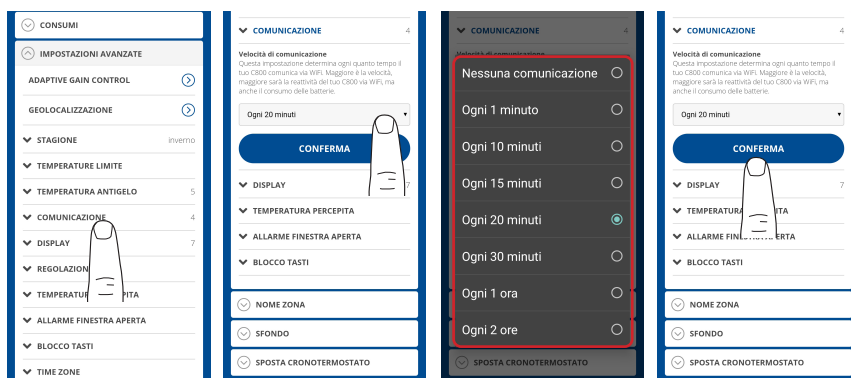 CONSUMI
IMPOSTAZIONI AVANZATE
ADAPTIVE GAIN CONTROL
GEOLOCALIZZAZIONE
STAGIONE inverno
TEMPERATURE LIMITE
TEMPERATURA ANTIGELO 5
COMUNICAZIONE 4
DISPLAY 7
REGOLAZION
TEMPERATUR PITA
ALLARME FINESTRA APERTA
BLOCCO TASTI
TIME ZONE
COMUNICAZIONE 4
Velocità di comunicazione
Questa impostazione determina ogni quanto tempo il
tuo C800 comunica via WiFi. Maggiore è la velocità,
maggiore sarà la reattività del tuo C800 via WiFi, ma
anche il consumo delle batterie.
Ogni 20 minuti
CONFERMA
DISPLAY 7
TEMPERATURA PERCEPITA
ALLARME FINESTRA APERTA
BLOCCO TASTI
NOME ZONA
SFONDO
SPOSTA CRONOTERMOSTATO
COMUNICAZIONE 4
Velocità di comunicazione
Nessuna comunicazione
Ogni 1 minuto
Ogni 10 minuti
Ogni 15 minuti
Ogni 20 minuti
Ogni 30 minuti
Ogni 1 ora
Ogni 2 ore
SPOSTA CRONOTERMOSTATO
COMUNICAZIONE 4
Velocità di comunicazione
Questa impostazione determina ogni quanto tempo il
tuo C800 comunica via WiFi. Maggiore è la velocità,
maggiore sarà la reattività del tuo C800 via WiFi, ma
anche il consumo delle batterie.
Ogni 20 minuti
CONFERMA
DISPLAY 7
TEMPERATURA ITA
ALLARME FINESTRA APERTA
BLOCCO TASTI
NOME ZONA
SFONDO
SPOSTA CRONOTERMOSTATO